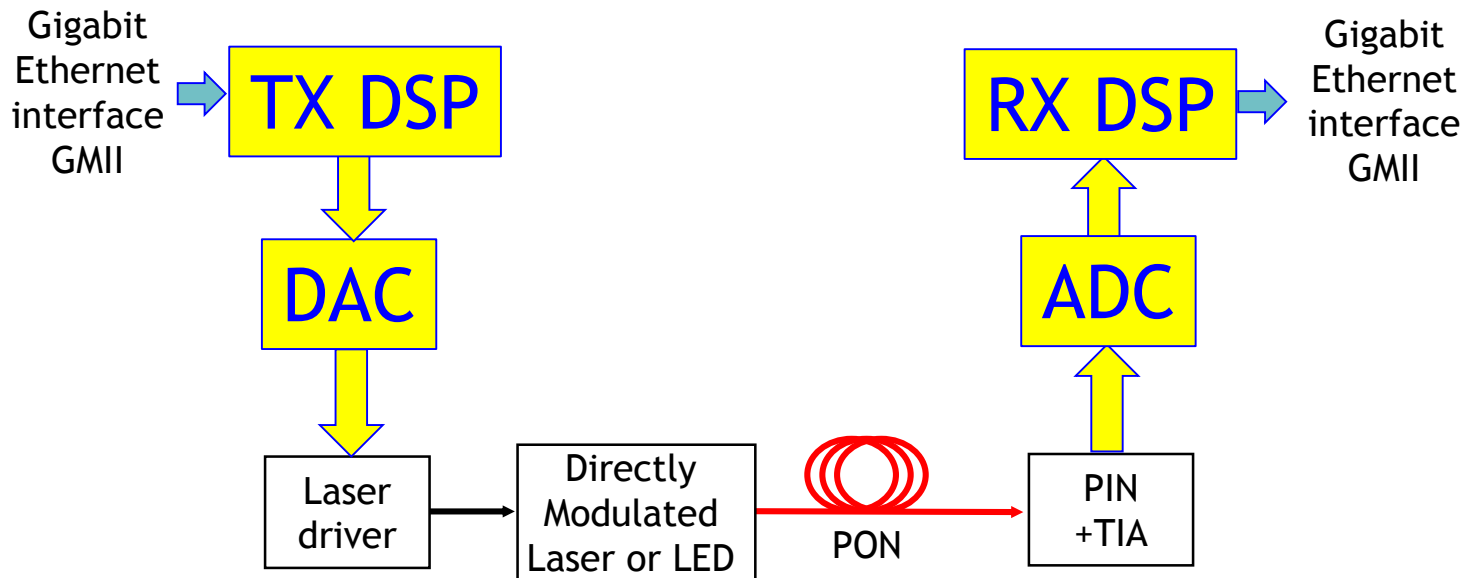 Gigabit
Ethernet
interface
GMII
TX DSP
DAC
Laser
driver
Directly
Modulated
Laser or LED
PON
PIN
+TIA
ADC
RX DSP
Gigabit
Ethernet
interface
GMII